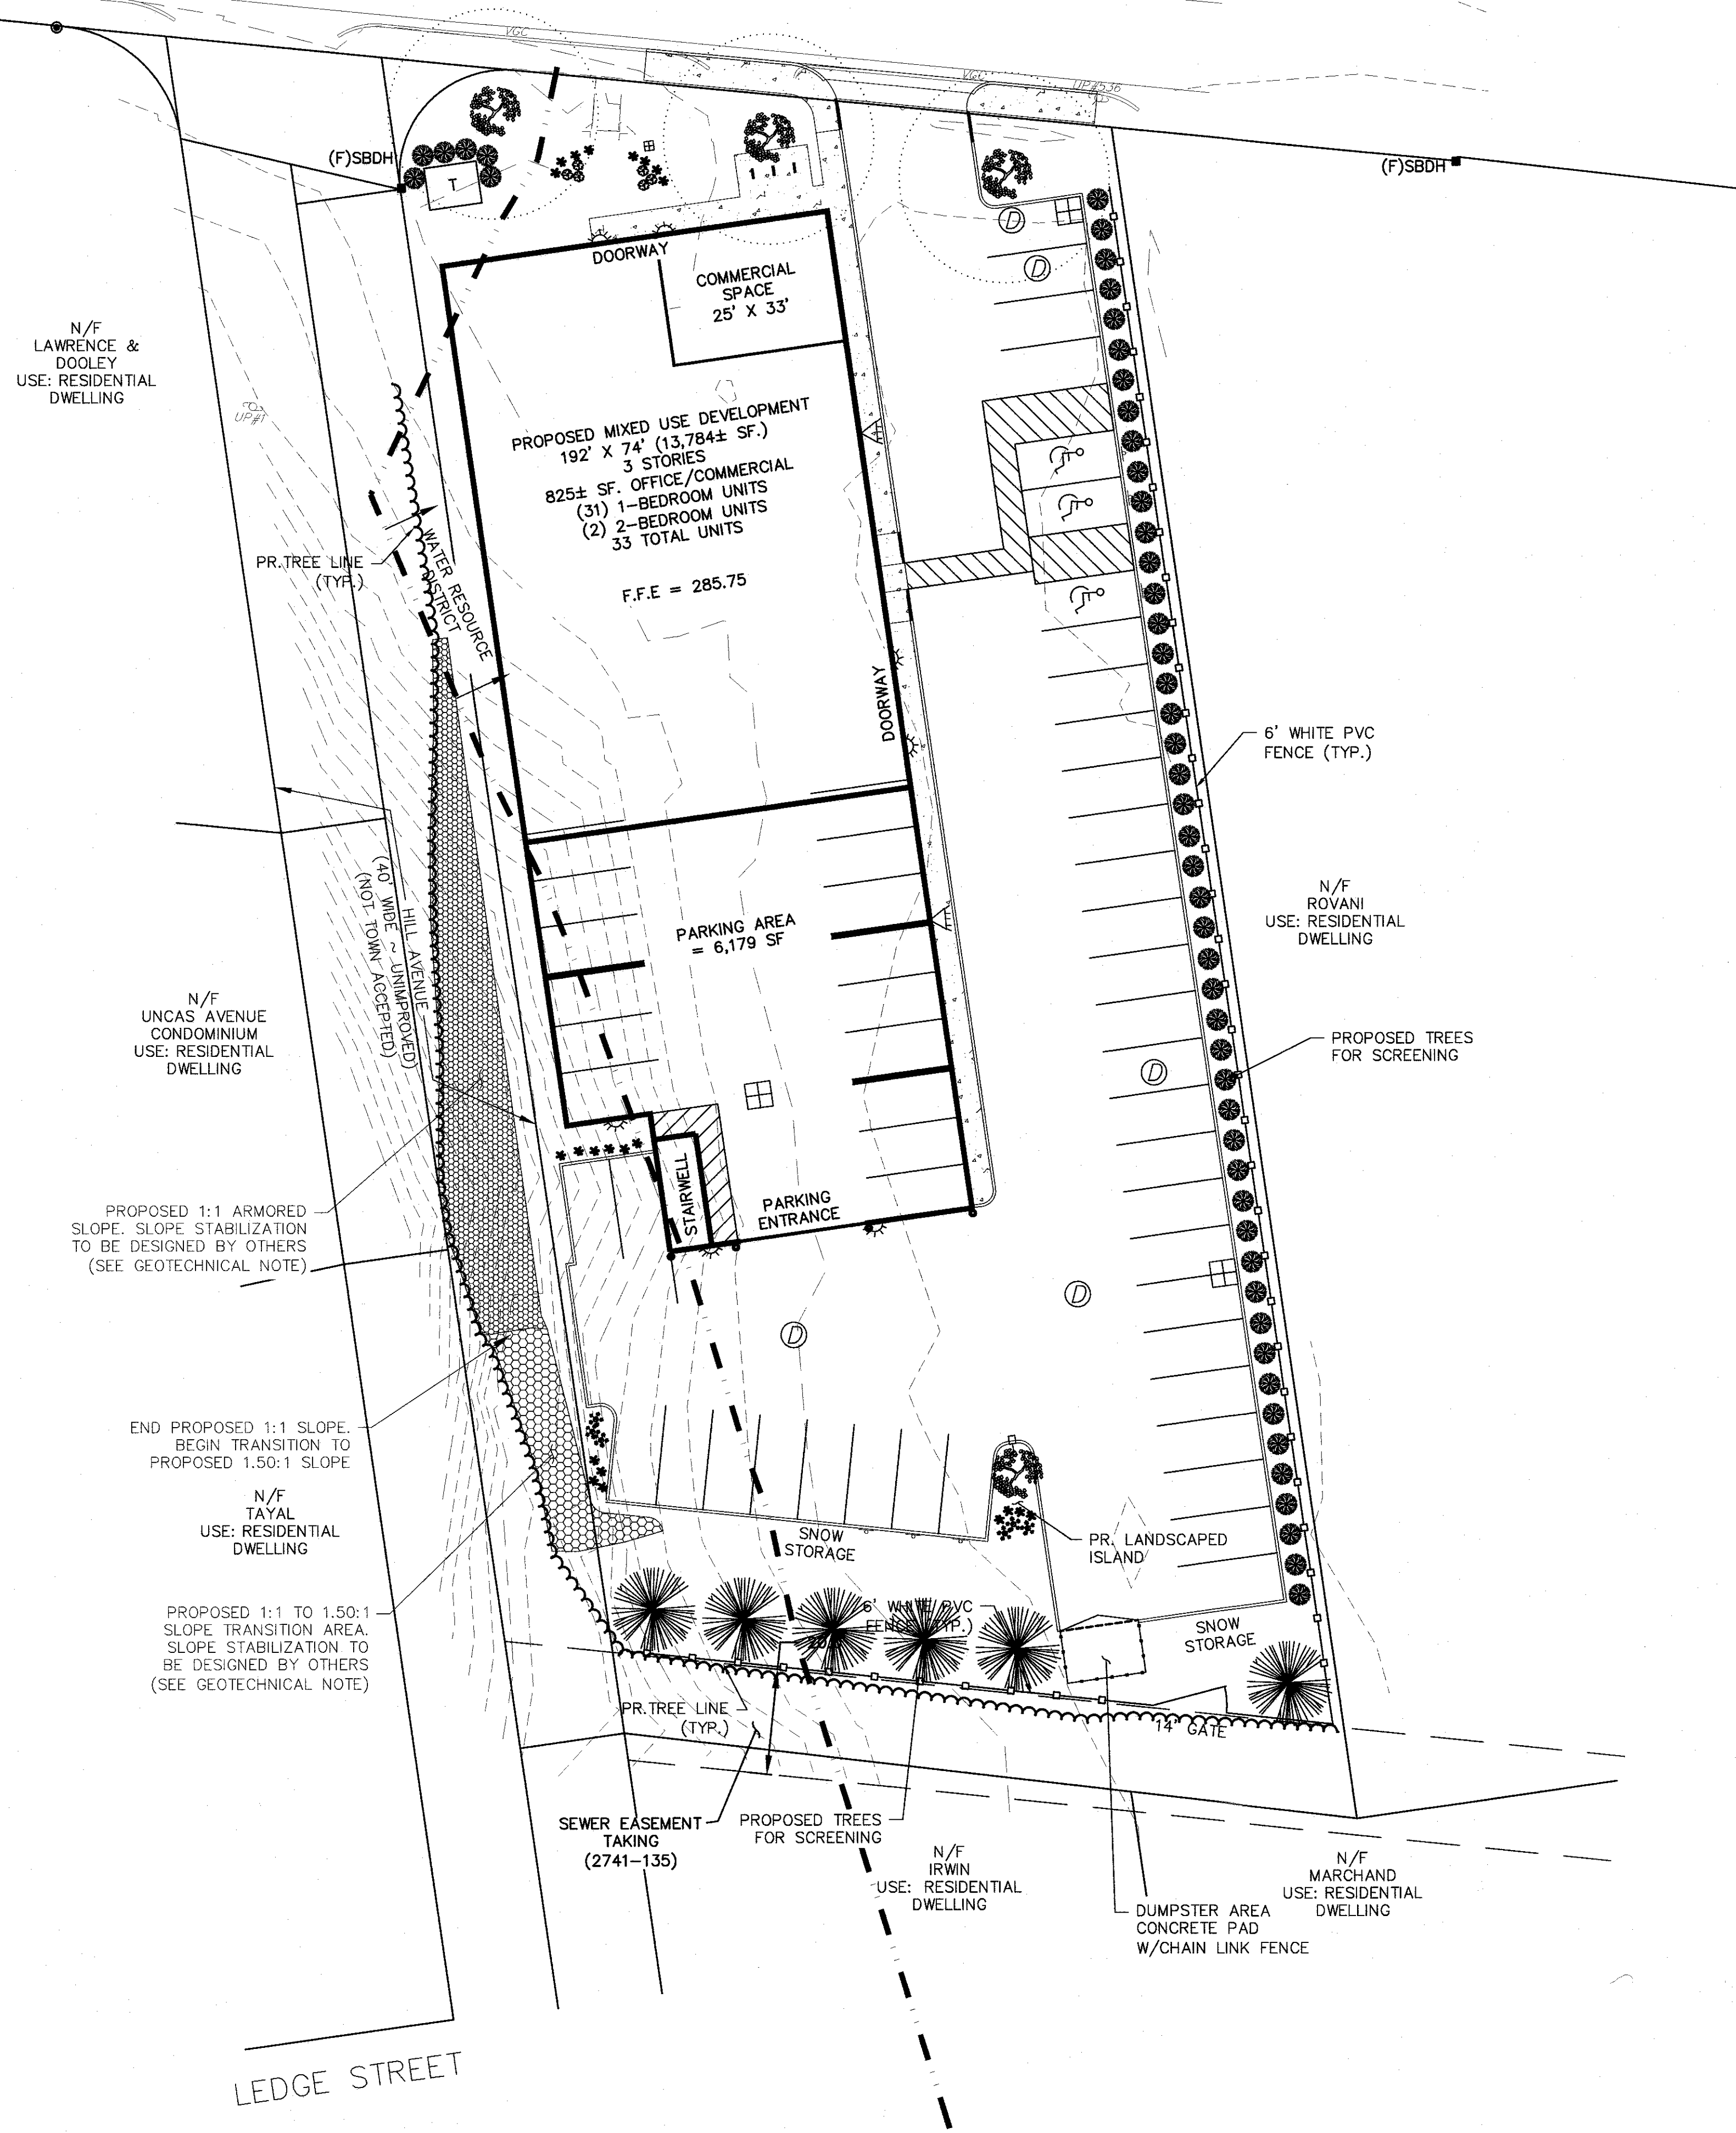 VGC
VGC
UP#536
(F)SBDH
T
(F)SBDH
D
D
DOORWAY
COMMERCIAL
SPACE
25' X 33'
N/F
LAWRENCE &
DOOLEY
USE: RESIDENTIAL
DWELLING
UP#1
PROPOSED MIXED USE DEVELOPMENT
192' X 74' (13,784± SF.)
3 STORIES
825± SF. OFFICE/COMMERCIAL
(31) 1-BEDROOM UNITS
(2) 2-BEDROOM UNITS
33 TOTAL UNITS
F.F.E = 285.75
PR.TREE LINE
(TYP.)
WATER RESOURCE
DISTRICT
DOORWAY
6' WHITE PVC
FENCE (TYP.)
HILL AVENUE
(40' WIDE ~ UNIMPROVED)
(NOT TOWN ACCEPTED)
PARKING AREA
= 6,179 SF
N/F
ROVANI
USE: RESIDENTIAL
DWELLING
N/F
UNCAS AVENUE
CONDOMINIUM
USE: RESIDENTIAL
DWELLING
PROPOSED TREES
FOR SCREENING
D
STAIRWELL
PARKING
ENTRANCE
PROPOSED 1:1 ARMORED
SLOPE. SLOPE STABILIZATION
TO BE DESIGNED BY OTHERS
(SEE GEOTECHNICAL NOTE)
D
D
END PROPOSED 1:1 SLOPE.
BEGIN TRANSITION TO
PROPOSED 1.50:1 SLOPE
N/F
TAYAL
USE: RESIDENTIAL
DWELLING
SNOW
STORAGE
PR. LANDSCAPED
ISLAND
PROPOSED 1:1 TO 1.50:1
SLOPE TRANSITION AREA.
SLOPE STABILIZATION TO
BE DESIGNED BY OTHERS
(SEE GEOTECHNICAL NOTE)
6' WHITE PVC
FENCE (TYP.)
SNOW
STORAGE
PR.TREE LINE
(TYP.)
14' GATE
SEWER EASEMENT
TAKING
(2741-135)
PROPOSED TREES
FOR SCREENING
N/F
IRWIN
USE: RESIDENTIAL
DWELLING
N/F
MARCHAND
USE: RESIDENTIAL
DWELLING
DUMPSTER AREA
CONCRETE PAD
W/CHAIN LINK FENCE
LEDGE STREET